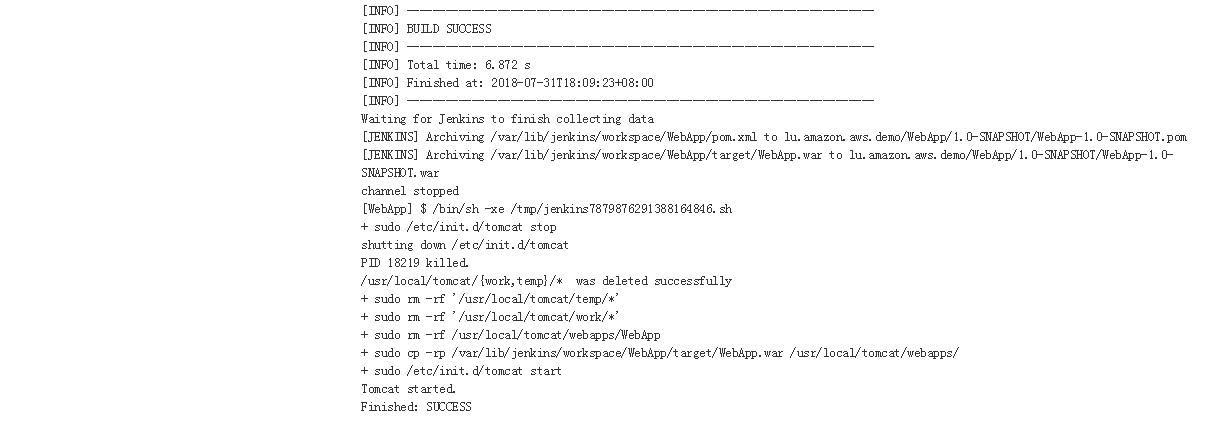 [INFO] ------------------------------------------------------------------------
[INFO] BUILD SUCCESS
[INFO] ------------------------------------------------------------------------
[INFO] Total time: 6.872 s
[INFO] Finished at: 2018-07-31T18:09:23+08:00
[INFO] ------------------------------------------------------------------------
Waiting for Jenkins to finish collecting data
[JENKINS] Archiving /var/lib/jenkins/workspace/WebApp/pom.xml to lu.amazon.aws.demo/WebApp/1.0-SNAPSHOT/WebApp-1.0-SNAPSHOT.pom
[JENKINS] Archiving /var/lib/jenkins/workspace/WebApp/target/WebApp.war to lu.amazon.aws.demo/WebApp/1.0-SNAPSHOT/WebApp-1.0-
SNAPSHOT.war
channel stopped
[WebApp] $ /bin/sh -xe /tmp/jenkins7879876291388164846.sh
+ sudo /etc/init.d/tomcat stop
shutting down /etc/init.d/tomcat
PID 18219 killed.
/usr/local/tomcat/{work,temp}/*  was deleted successfully
+ sudo rm -rf '/usr/local/tomcat/temp/*'
+ sudo rm -rf '/usr/local/tomcat/work/*'
+ sudo rm -rf /usr/local/tomcat/webapps/WebApp
+ sudo cp -rp /var/lib/jenkins/workspace/WebApp/target/WebApp.war /usr/local/tomcat/webapps/
+ sudo /etc/init.d/tomcat start
Tomcat started.
Finished: SUCCESS